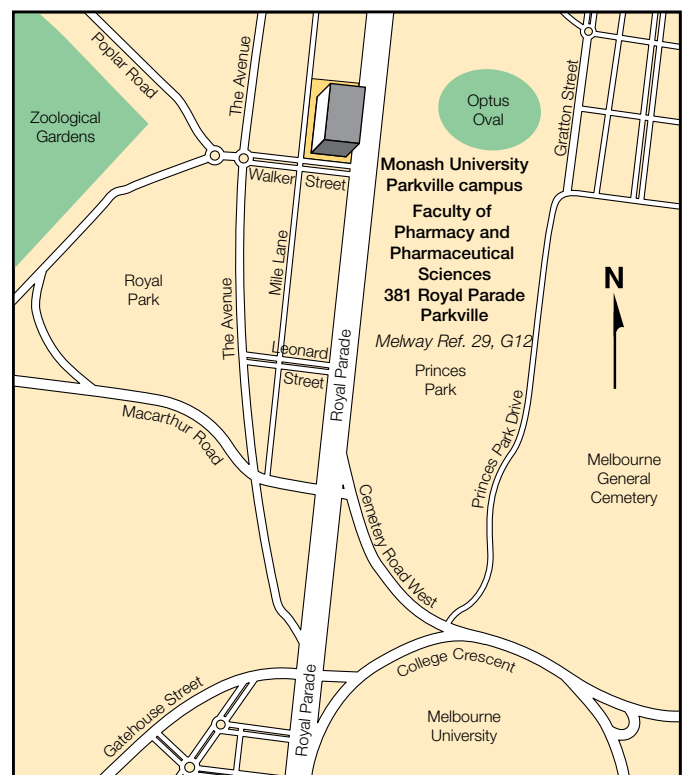 Poplar Road
The Avenue
Zoological
Gardens
Optus
Oval
Gratton Street
Walker Street
Monash University
Parkville campus
Faculty of
Pharmacy and
Pharmaceutical
Sciences
381 Royal Parade
Parkville
Melway Ref. 29, G12
Mile Lane
Royal
Park
N
The Avenue
Leonard
Street
Royal Parade
Princes
Park
Macarthur Road
Princes Park Drive
Melbourne
General
Cemetery
Cemetery Road West
College Crescent
Gatehouse Street
Royal Parade
Melbourne
University